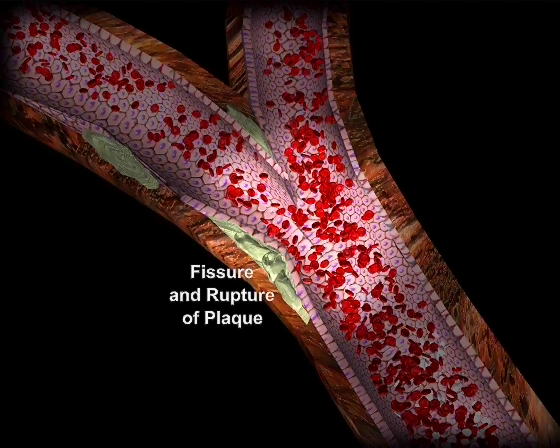 Fissure
and Rupture
of Plaque